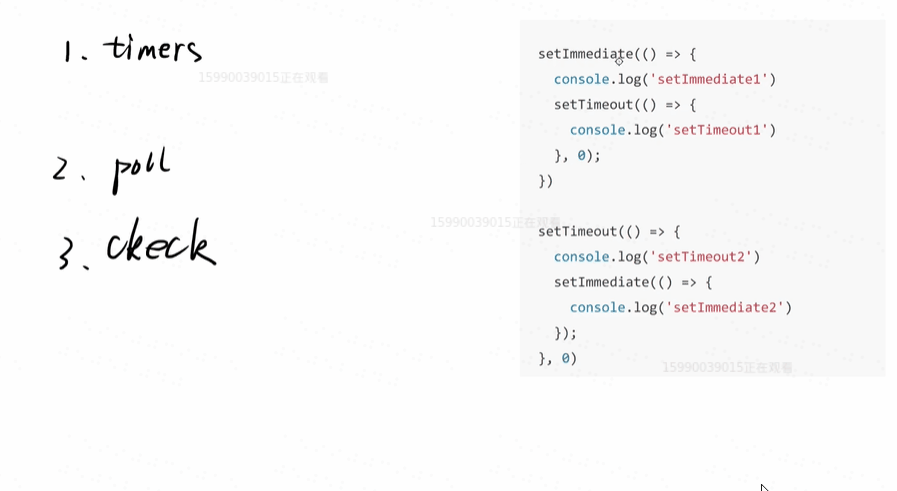 1. timers
15990039015正在观看
2、poll
3、ckeck
setImmediate(() => {
console.log('setImmediate1')
setTimeout(() => {
console.log('setTimeout1')
}, 0);
})
15990039015正在观看
setTimeout(() => {
console.log('setTimeout2')
setImmediate(() => {
console.log('setImmediate2')
});
}, 0)
15990039015正在观看